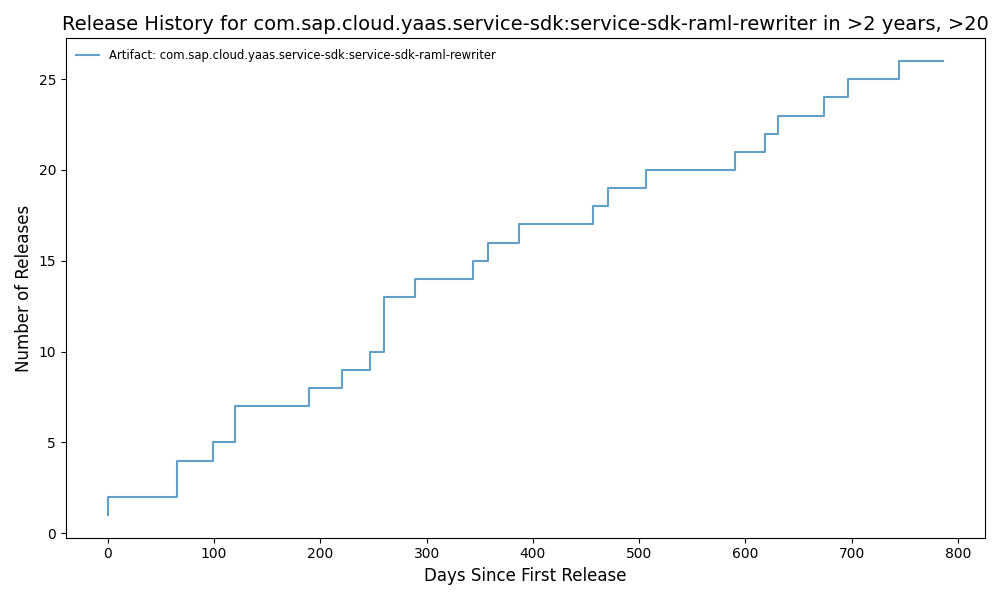 Release History for com.sap.cloud.yaas.service-sdk:service-sdk-raml-rewriter in >2 years, >20
Artifact: com.sap.cloud.yaas.service-sdk:service-sdk-raml-rewriter
Number of Releases
25
20
15
10
5
0
0 100 200 300 400 500 600 700 800
Days Since First Release